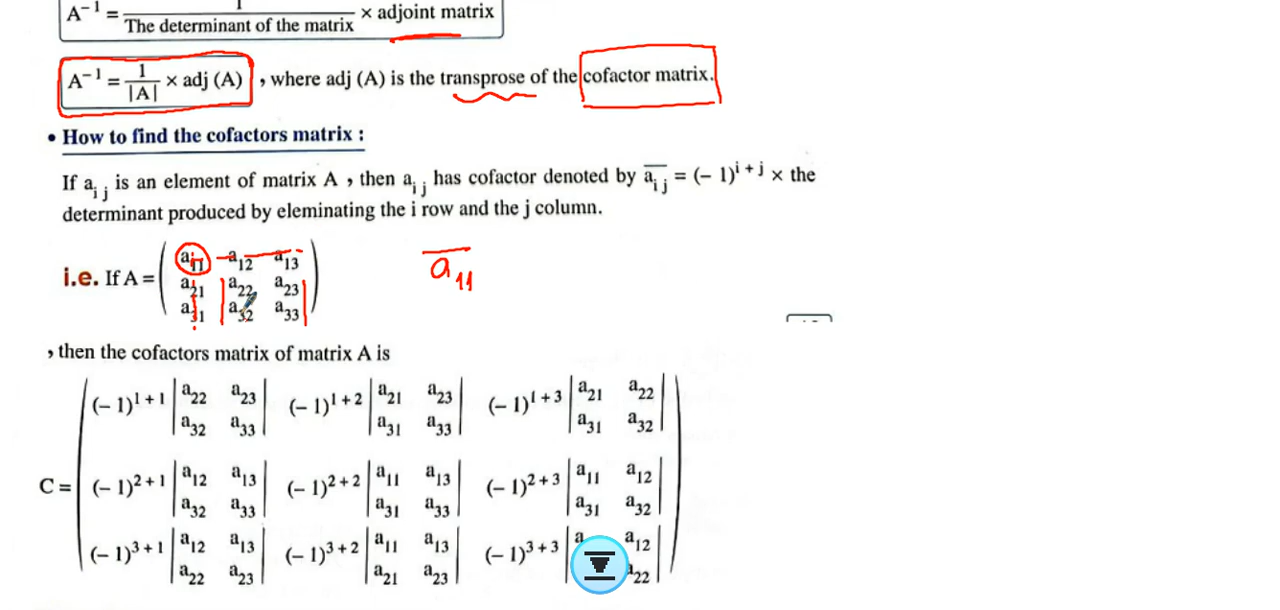 A⁻¹ = 1/The determinant of the matrix × adjoint matrix
A⁻¹ = 1/|A| × adj (A) , where adj (A) is the transprose of the cofactor matrix.
• How to find the cofactors matrix :
If aᵢⱼ is an element of matrix A , then aᵢⱼ has cofactor denoted by a̅ᵢⱼ = (– 1)^(i + j) × the
determinant produced by eleminating the i row and the j column.
i.e. If A = ( a₁₁ a₁₂ a₁₃
a₂₁ a₂₂ a₂₃
a₃₁ a₃₂ a₃₃ )
a̅₁₁
, then the cofactors matrix of matrix A is
C = ( (– 1)^(1 + 1) |a₂₂ a₂₃ / a₃₂ a₃₃| (– 1)^(1 + 2) |a₂₁ a₂₃ / a₃₁ a₃₃| (– 1)^(1 + 3) |a₂₁ a₂₂ / a₃₁ a₃₂|
(– 1)^(2 + 1) |a₁₂ a₁₃ / a₃₂ a₃₃| (– 1)^(2 + 2) |a₁₁ a₁₃ / a₃₁ a₃₃| (– 1)^(2 + 3) |a₁₁ a₁₂ / a₃₁ a₃₂|
(– 1)^(3 + 1) |a₁₂ a₁₃ / a₂₂ a₂₃| (– 1)^(3 + 2) |a₁₁ a₁₃ / a₂₁ a₂₃| (– 1)^(3 + 3) |a a₁₂ / a₂₂| )